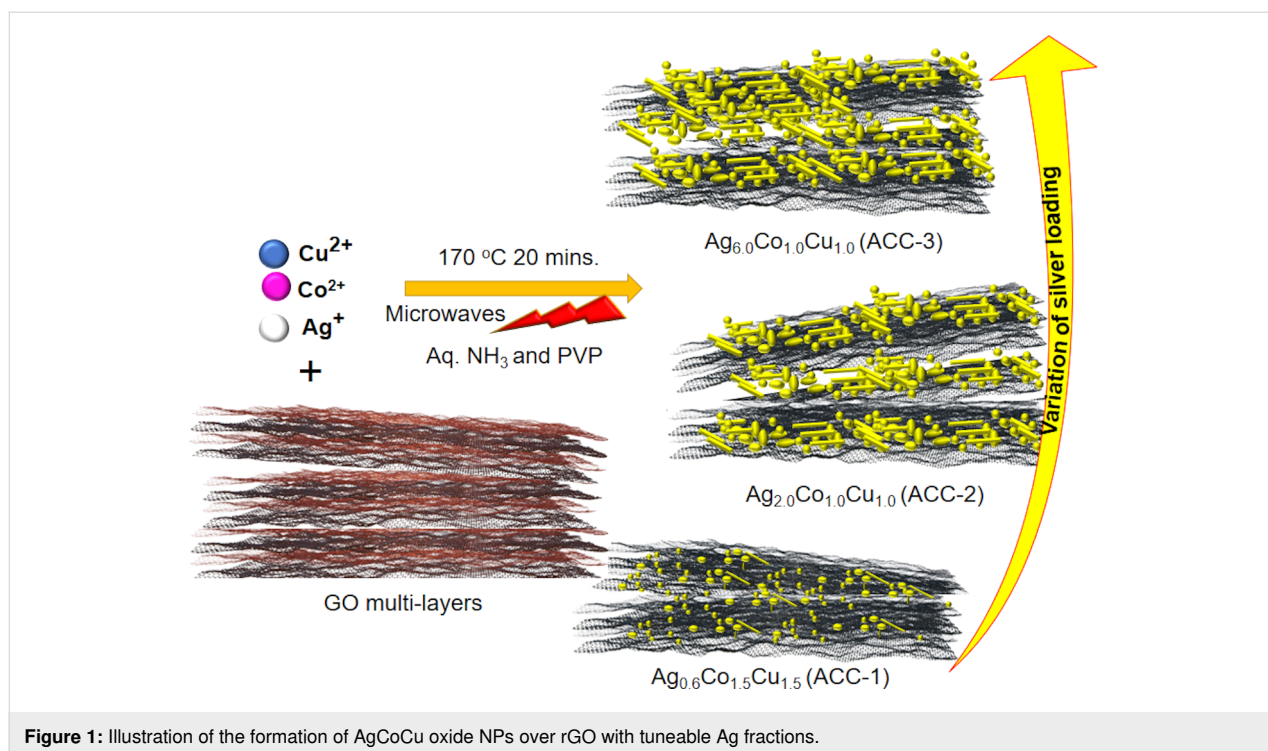 Cu2+
Co2+
Ag+
+
GO multi-layers
170 oC 20 mins.
Microwaves
Aq. NH3 and PVP
Ag6.0Co1.0Cu1.0 (ACC-3)
Ag2.0Co1.0Cu1.0 (ACC-2)
Ag0.6Co1.5Cu1.5 (ACC-1)
Variation of silver loading
Figure 1: Illustration of the formation of AgCoCu oxide NPs over rGO with tuneable Ag fractions.